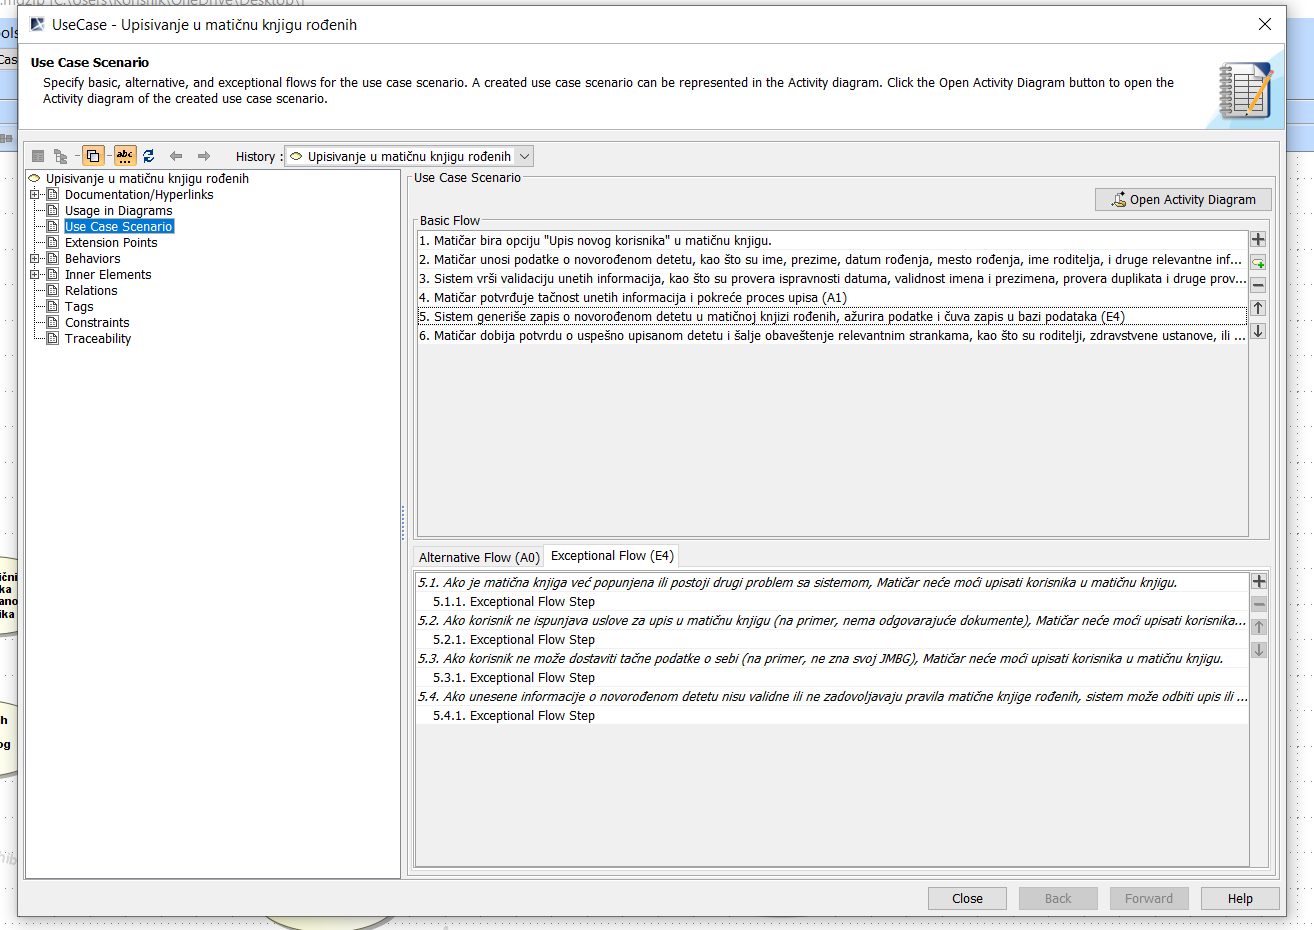 .mdzip [C:\Users\Korisnik\OneDrive\Desktop\]
ools
Cas
UseCase - Upisivanje u matičnu knjigu rođenih
Use Case Scenario
Specify basic, alternative, and exceptional flows for the use case scenario. A created use case scenario can be represented in the Activity diagram. Click the Open Activity Diagram button to open the
Activity diagram of the created use case scenario.
abc
History :
Upisivanje u matičnu knjigu rođenih
Upisivanje u matičnu knjigu rođenih
Documentation/Hyperlinks
Usage in Diagrams
Use Case Scenario
Extension Points
Behaviors
Inner Elements
Relations
Tags
Constraints
Traceability
Use Case Scenario
Open Activity Diagram
Basic Flow
1. Matičar bira opciju "Upis novog korisnika" u matičnu knjigu.
2. Matičar unosi podatke o novorođenom detetu, kao što su ime, prezime, datum rođenja, mesto rođenja, ime roditelja, i druge relevantne inf...
3. Sistem vrši validaciju unetih informacija, kao što su provera ispravnosti datuma, validnost imena i prezimena, provera duplikata i druge prov...
4. Matičar potvrđuje tačnost unetih informacija i pokreće proces upisa (A1)
5. Sistem generiše zapis o novorođenom detetu u matičnoj knjizi rođenih, ažurira podatke i čuva zapis u bazi podataka (E4)
6. Matičar dobija potvrdu o uspešno upisanom detetu i šalje obaveštenje relevantnim strankama, kao što su roditelji, zdravstvene ustanove, ili ...
Alternative Flow (A0)
Exceptional Flow (E4)
5.1. Ako je matična knjiga već popunjena ili postoji drugi problem sa sistemom, Matičar neće moći upisati korisnika u matičnu knjigu.
5.1.1. Exceptional Flow Step
5.2. Ako korisnik ne ispunjava uslove za upis u matičnu knjigu (na primer, nema odgovarajuće dokumente), Matičar neće moći upisati korisnika...
5.2.1. Exceptional Flow Step
5.3. Ako korisnik ne može dostaviti tačne podatke o sebi (na primer, ne zna svoj JMBG), Matičar neće moći upisati korisnika u matičnu knjigu.
5.3.1. Exceptional Flow Step
5.4. Ako unesene informacije o novorođenom detetu nisu validne ili ne zadovoljavaju pravila matične knjige rođenih, sistem može odbiti upis ili ...
5.4.1. Exceptional Flow Step
ični
ka
ano
ika
h
og
hib
Close
Back
Forward
Help